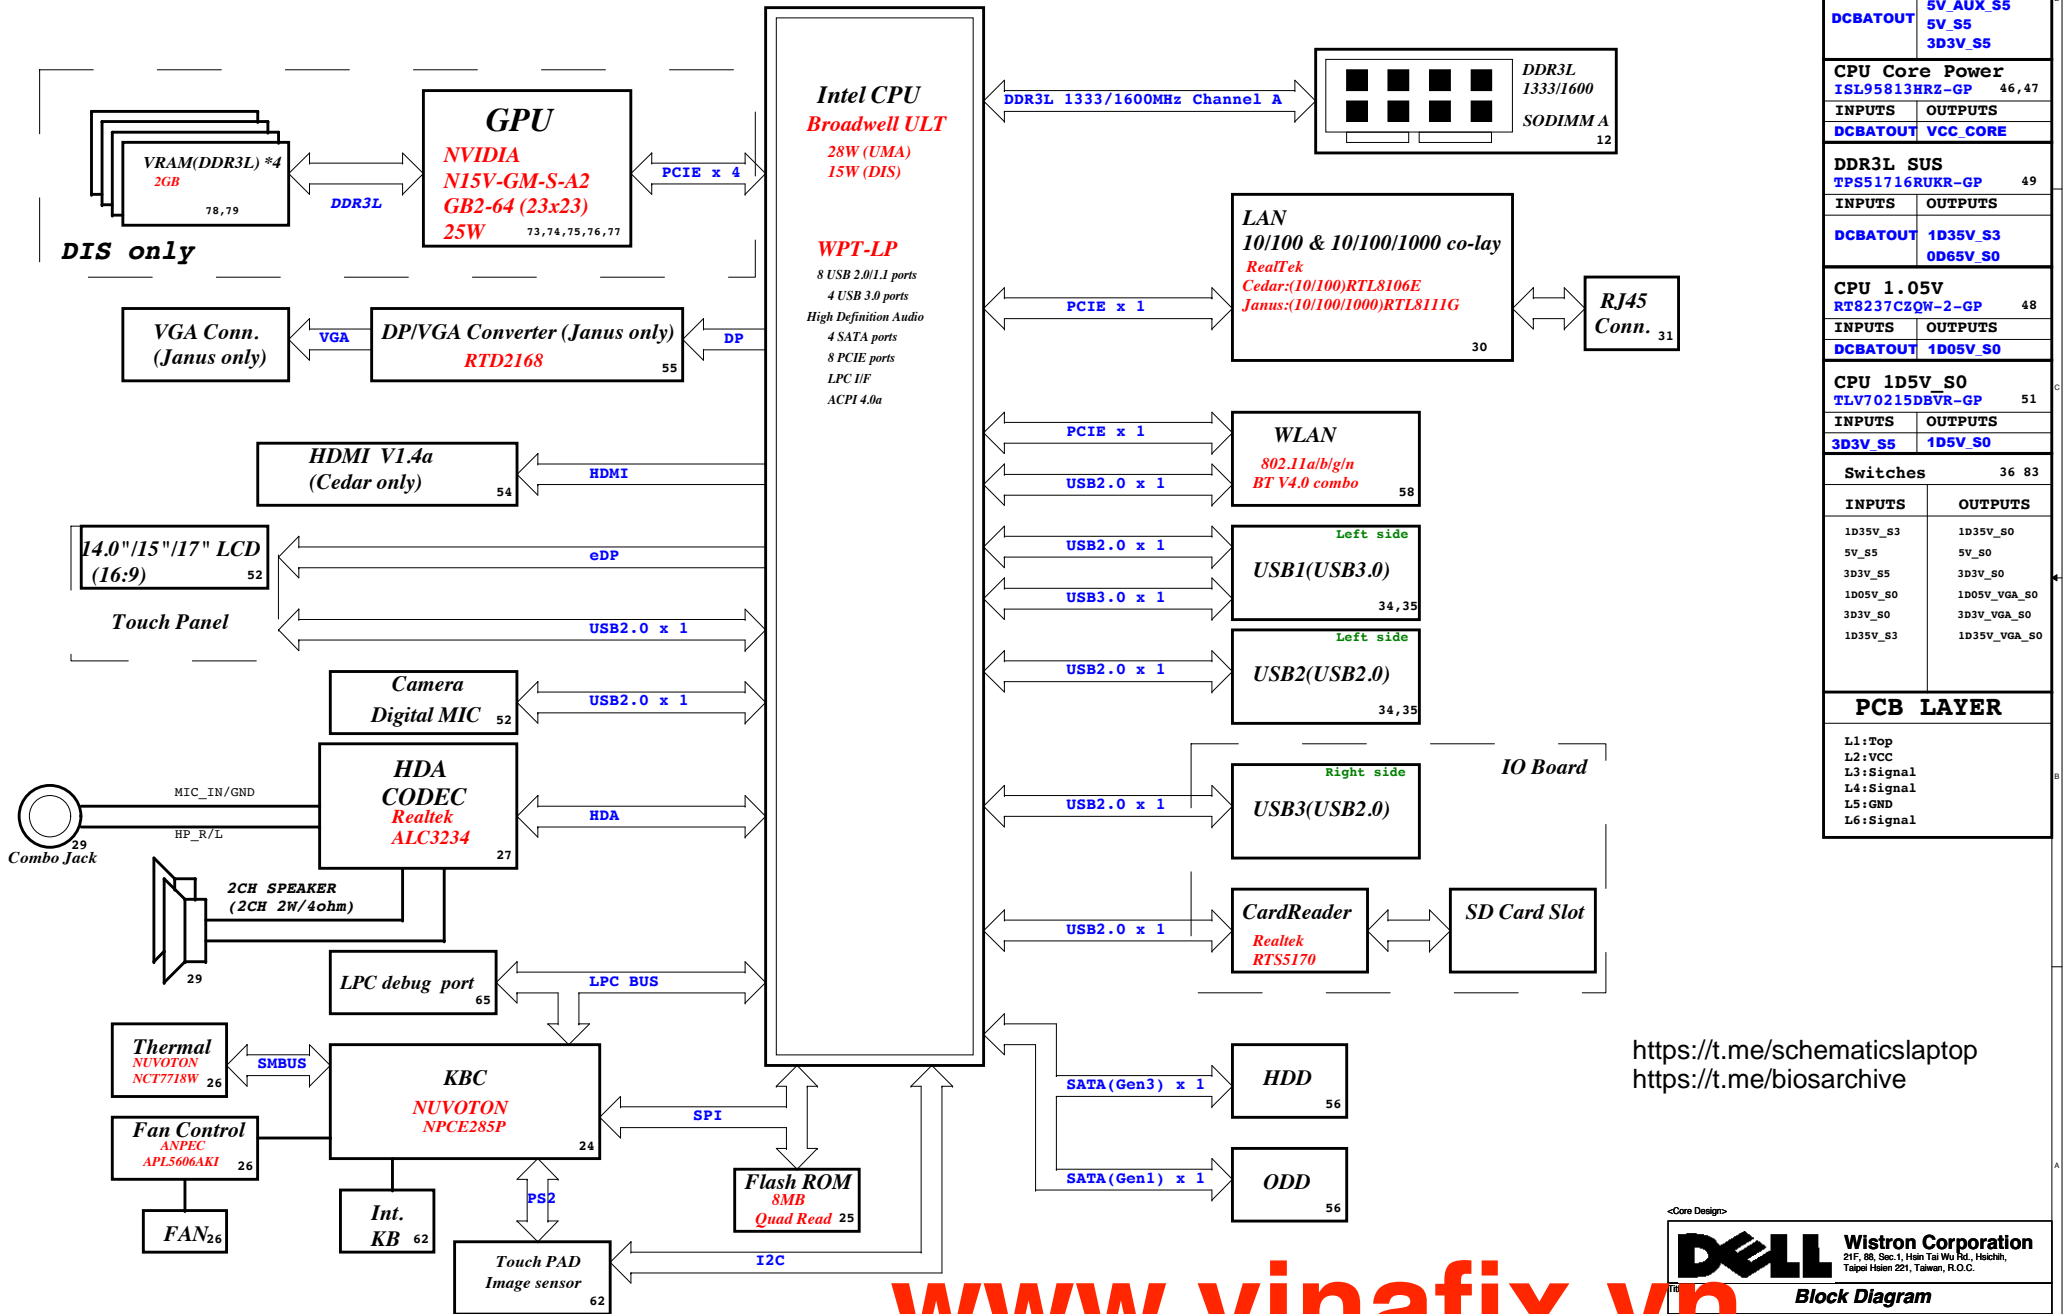 DIS only
VRAM(DDR3L) *4
2GB
78,79
DDR3L
GPU
NVIDIA
N15V-GM-S-A2
GB2-64 (23x23)
25W
73,74,75,76,77
PCIE x 4
VGA Conn.
(Janus only)
VGA
DP/VGA Converter (Janus only)
RTD2168
55
DP
HDMI V1.4a
(Cedar only)
54
HDMI
14.0"/15"/17" LCD
(16:9)
52
eDP
Touch Panel
USB2.0 x 1
Camera
Digital MIC
52
USB2.0 x 1
HDA
CODEC
Realtek
ALC3234
27
HDA
MIC_IN/GND
HP_R/L
29
Combo Jack
2CH SPEAKER
(2CH 2W/4ohm)
29
LPC debug port
65
LPC BUS
Thermal
NUVOTON
NCT7718W
26
SMBUS
KBC
NUVOTON
NPCE285P
24
SPI
Fan Control
ANPEC
APL5606AKI
26
FAN
26
Int.
KB
62
PS2
Touch PAD
Image sensor
62
I2C
Flash ROM
8MB
Quad Read
25
Intel CPU
Broadwell ULT
28W (UMA)
15W (DIS)
WPT-LP
8 USB 2.0/1.1 ports
4 USB 3.0 ports
High Definition Audio
4 SATA ports
8 PCIE ports
LPC I/F
ACPI 4.0a
DDR3L 1333/1600MHz Channel A
DDR3L
1333/1600
SODIMM A
12
PCIE x 1
LAN
10/100 & 10/100/1000 co-lay
RealTek
Cedar:(10/100)RTL8106E
Janus:(10/100/1000)RTL8111G
30
RJ45
Conn.
31
PCIE x 1
USB2.0 x 1
WLAN
802.11a/b/g/n
BT V4.0 combo
58
USB2.0 x 1
USB3.0 x 1
Left side
USB1(USB3.0)
34,35
USB2.0 x 1
Left side
USB2(USB2.0)
34,35
IO Board
USB2.0 x 1
Right side
USB3(USB2.0)
USB2.0 x 1
CardReader
Realtek
RTS5170
SD Card Slot
SATA(Gen3) x 1
HDD
56
SATA(Gen1) x 1
ODD
56
DCBATOUT
5V_AUX_S5
5V_S5
3D3V_S5
CPU Core Power
ISL95813HRZ-GP 46,47
INPUTS OUTPUTS
DCBATOUT VCC_CORE
DDR3L SUS
TPS51716RUKR-GP 49
INPUTS OUTPUTS
DCBATOUT 1D35V_S3
0D65V_S0
CPU 1.05V
RT8237CZQW-2-GP 48
INPUTS OUTPUTS
DCBATOUT 1D05V_S0
CPU 1D5V_S0
TLV70215DBVR-GP 51
INPUTS OUTPUTS
3D3V_S5 1D5V_S0
Switches 36 83
INPUTS OUTPUTS
1D35V_S3 1D35V_S0
5V_S5 5V_S0
3D3V_S5 3D3V_S0
1D05V_S0 1D05V_VGA_S0
3D3V_S0 3D3V_VGA_S0
1D35V_S3 1D35V_VGA_S0
PCB LAYER
L1:Top
L2:VCC
L3:Signal
L4:Signal
L5:GND
L6:Signal
C
B
A
https://t.me/schematicslaptop
https://t.me/biosarchive
<Core Design>
DELL
Wistron Corporation
21F, 88, Sec.1, Hsin Tai Wu Rd., Hsichih,
Taipei Hsien 221, Taiwan, R.O.C.
Block Diagram
www.vinafix.vn